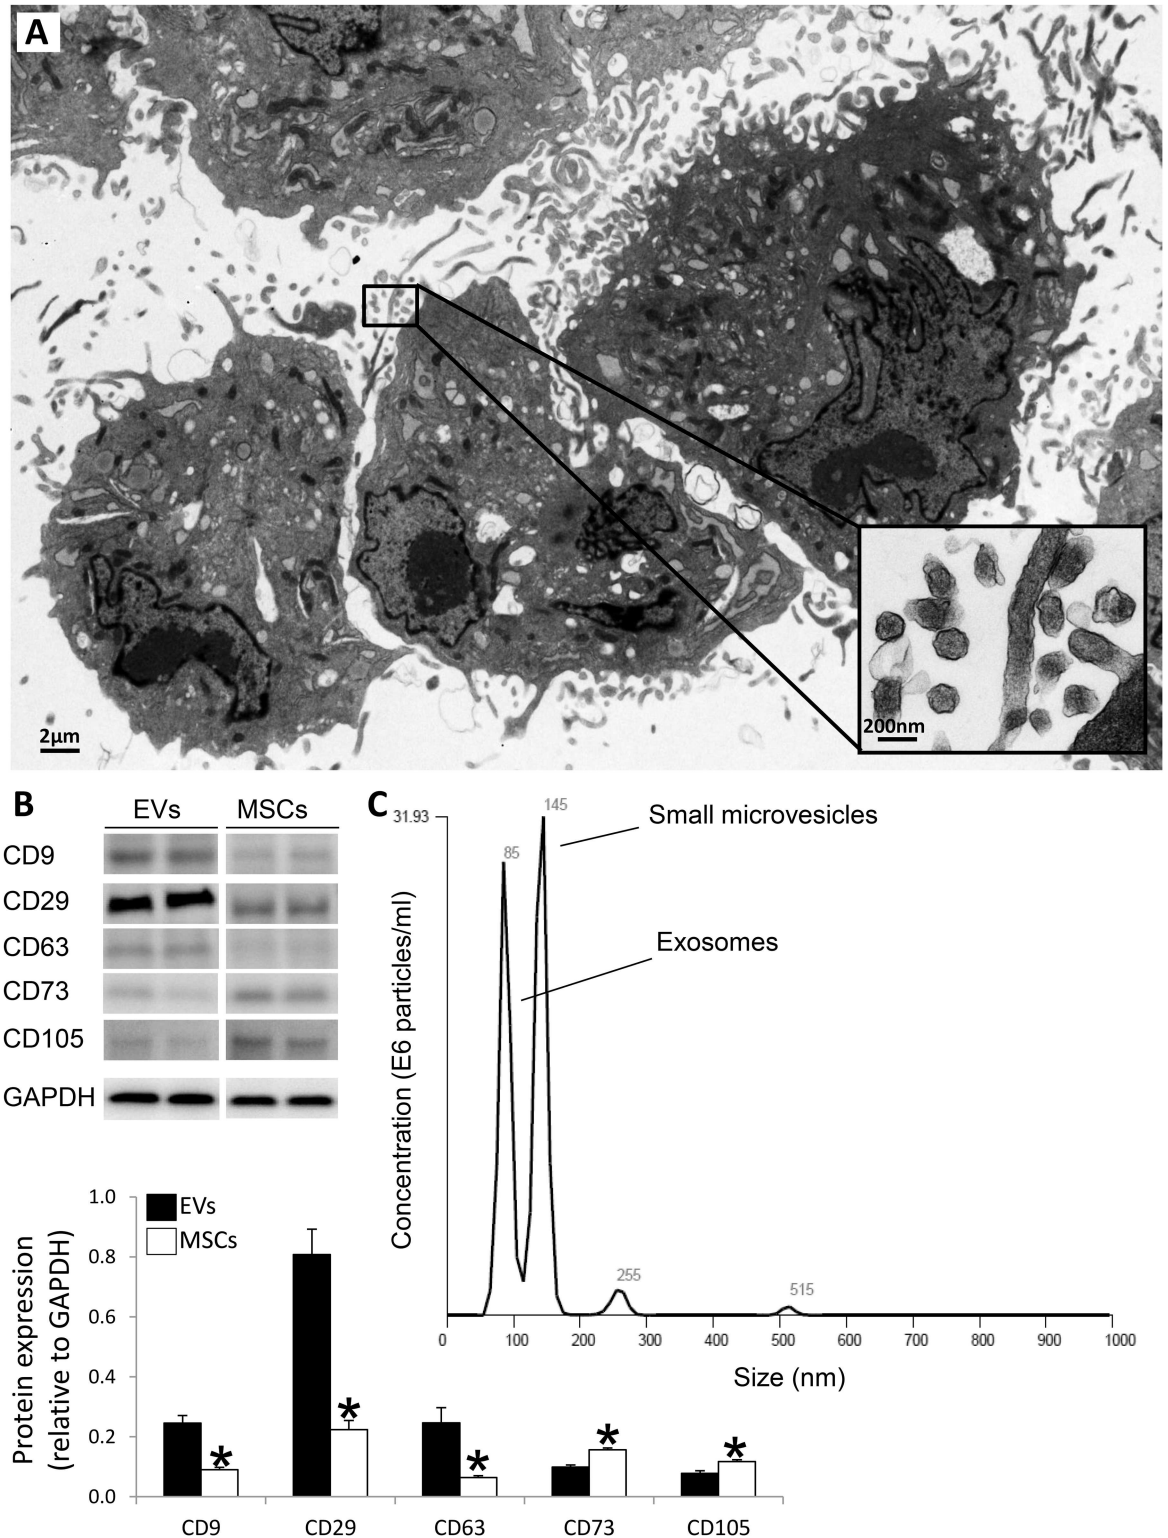 A
2µm
200nm
B
EVs MSCs
CD9
CD29
CD63
CD73
CD105
GAPDH
1.0
0.8
0.6
0.4
0.2
0.0
Protein expression
(relative to GAPDH)
EVs
MSCs
*
*
*
*
*
CD9 CD29 CD63 CD73 CD105
C
31.93
145
85
255
515
Small microvesicles
Exosomes
Concentration (E6 particles/ml)
0 100 200 300 400 500 600 700 800 900 1000
Size (nm)